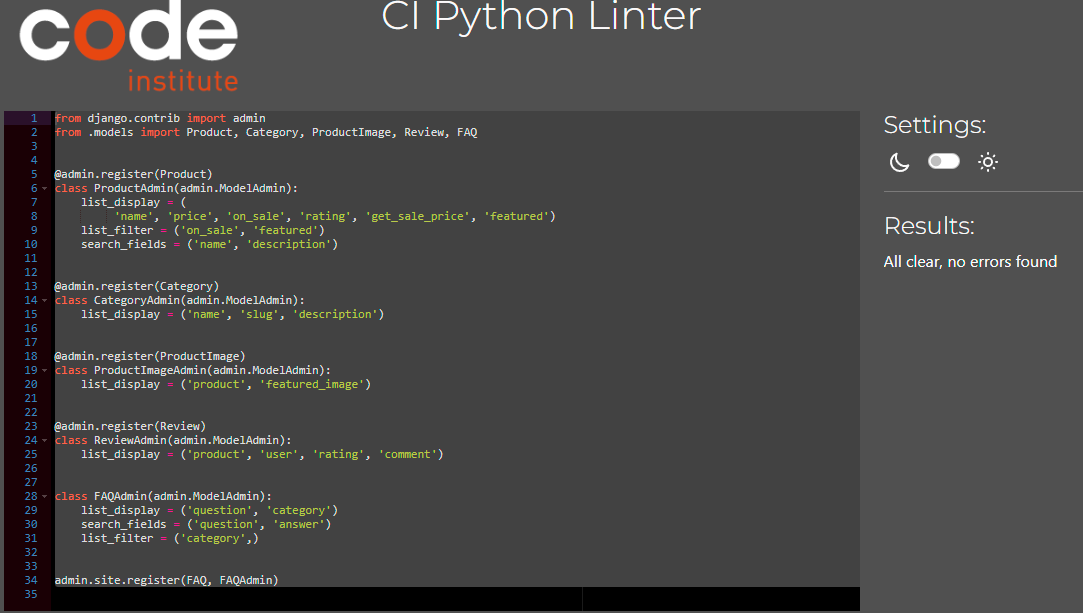 code
institute
CI Python Linter
1 from django.contrib import admin
2 from .models import Product, Category, ProductImage, Review, FAQ
3
4
5 @admin.register(Product)
6 class ProductAdmin(admin.ModelAdmin):
7     list_display = (
8         'name', 'price', 'on_sale', 'rating', 'get_sale_price', 'featured')
9     list_filter = ('on_sale', 'featured')
10     search_fields = ('name', 'description')
11
12
13 @admin.register(Category)
14 class CategoryAdmin(admin.ModelAdmin):
15     list_display = ('name', 'slug', 'description')
16
17
18 @admin.register(ProductImage)
19 class ProductImageAdmin(admin.ModelAdmin):
20     list_display = ('product', 'featured_image')
21
22
23 @admin.register(Review)
24 class ReviewAdmin(admin.ModelAdmin):
25     list_display = ('product', 'user', 'rating', 'comment')
26
27
28 class FAQAdmin(admin.ModelAdmin):
29     list_display = ('question', 'category')
30     search_fields = ('question', 'answer')
31     list_filter = ('category',)
32
33
34 admin.site.register(FAQ, FAQAdmin)
35
Settings:
Results:
All clear, no errors found